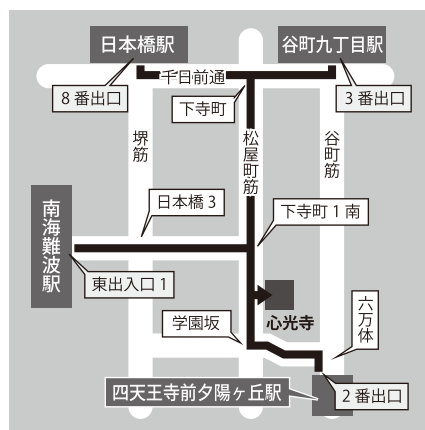 日本橋駅
谷町九丁目駅
千日前通
8番出口
3番出口
下寺町
堺筋
松屋町筋
谷町筋
日本橋3
下寺町1南
南海難波駅
東出入口1
心光寺
学園坂
六万体
四天王寺前夕陽ヶ丘駅
2番出口